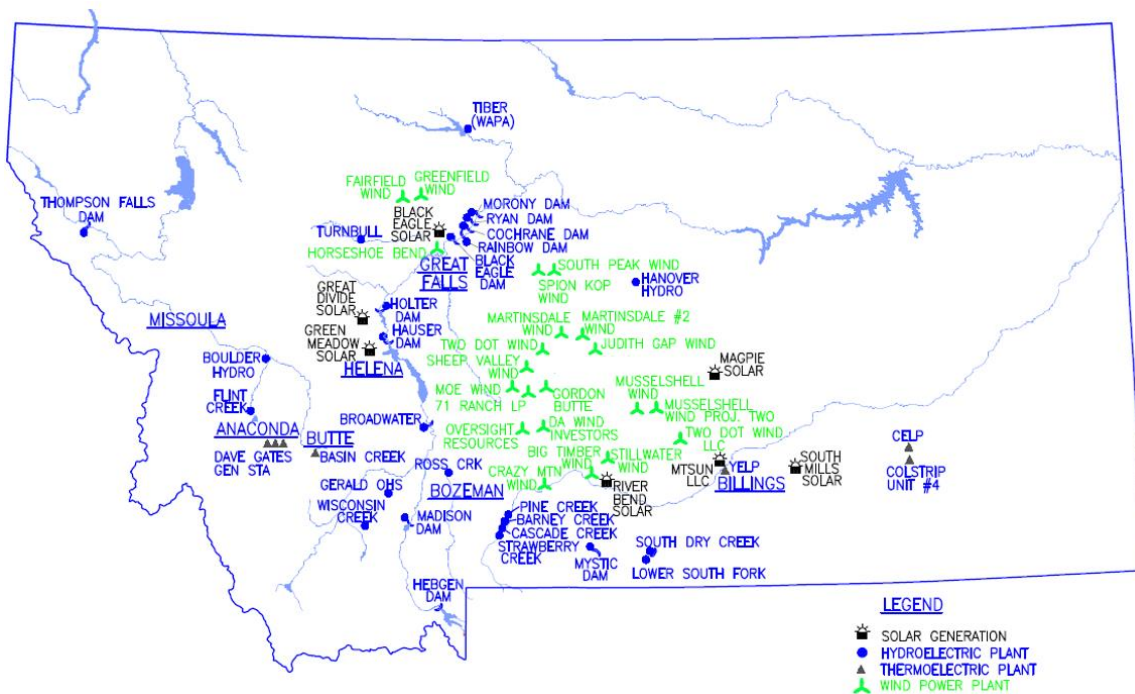 TIBER
(WAPA)
FAIRFIELD
WIND
GREENFIELD
WIND
THOMPSON FALLS
DAM
BLACK
EAGLE
SOLAR
MORONY DAM
RYAN DAM
COCHRANE DAM
RAINBOW DAM
BLACK
EAGLE
DAM
TURNBULL
HORSESHOE BEND
GREAT
FALLS
SOUTH PEAK WIND
SPION KOP
WIND
HANOVER
HYDRO
GREAT
DIVIDE
SOLAR
HOLTER
DAM
MISSOULA
GREEN
MEADOW
SOLAR
HAUSER
DAM
HELENA
MARTINSDALE
WIND
MARTINSDALE #2
WIND
TWO DOT WIND
JUDITH GAP WIND
SHEEP VALLEY
WIND
BOULDER
HYDRO
MAGPIE
SOLAR
MOE WIND
71 RANCH LP
GORDON
BUTTE
MUSSELSHELL
WIND
MUSSELSHELL
WIND PROJ. TWO
FLINT
CREEK
ANACONDA
BUTTE
BROADWATER
OVERSIGHT
RESOURCES
DA WIND
INVESTORS
TWO DOT WIND
LLC
CELP
DAVE GATES
GEN STA
BASIN CREEK
BIG TIMBER
WIND
STILLWATER
WIND
MTSUN
LLC
YELP
BILLINGS
SOUTH
MILLS
SOLAR
COLSTRIP
UNIT #4
ROSS CRK
BOZEMAN
CRAZY MTN
WIND
RIVER
BEND
SOLAR
GERALD OHS
WISCONSIN
CREEK
MADISON
DAM
PINE CREEK
BARNEY CREEK
CASCADE CREEK
STRAWBERRY
CREEK
MYSTIC
DAM
SOUTH DRY CREEK
LOWER SOUTH FORK
HEBGEN
DAM
LEGEND
SOLAR GENERATION
HYDROELECTRIC PLANT
THERMOELECTRIC PLANT
WIND POWER PLANT